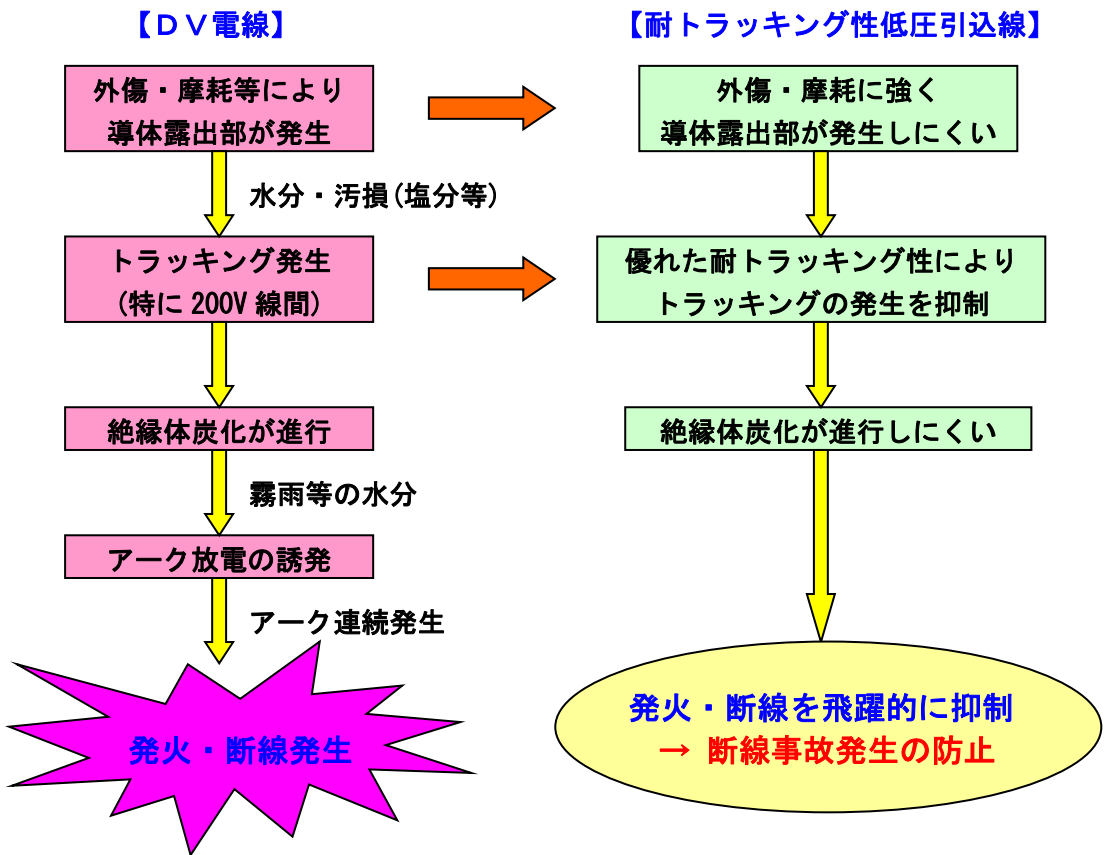 【ＤＶ電線】
外傷・摩耗等により
導体露出部が発生
水分・汚損(塩分等)
トラッキング発生
(特に 200V 線間)
絶縁体炭化が進行
霧雨等の水分
アーク放電の誘発
アーク連続発生
発火・断線発生
【耐トラッキング性低圧引込線】
外傷・摩耗に強く
導体露出部が発生しにくい
優れた耐トラッキング性により
トラッキングの発生を抑制
絶縁体炭化が進行しにくい
発火・断線を飛躍的に抑制
→ 断線事故発生の防止